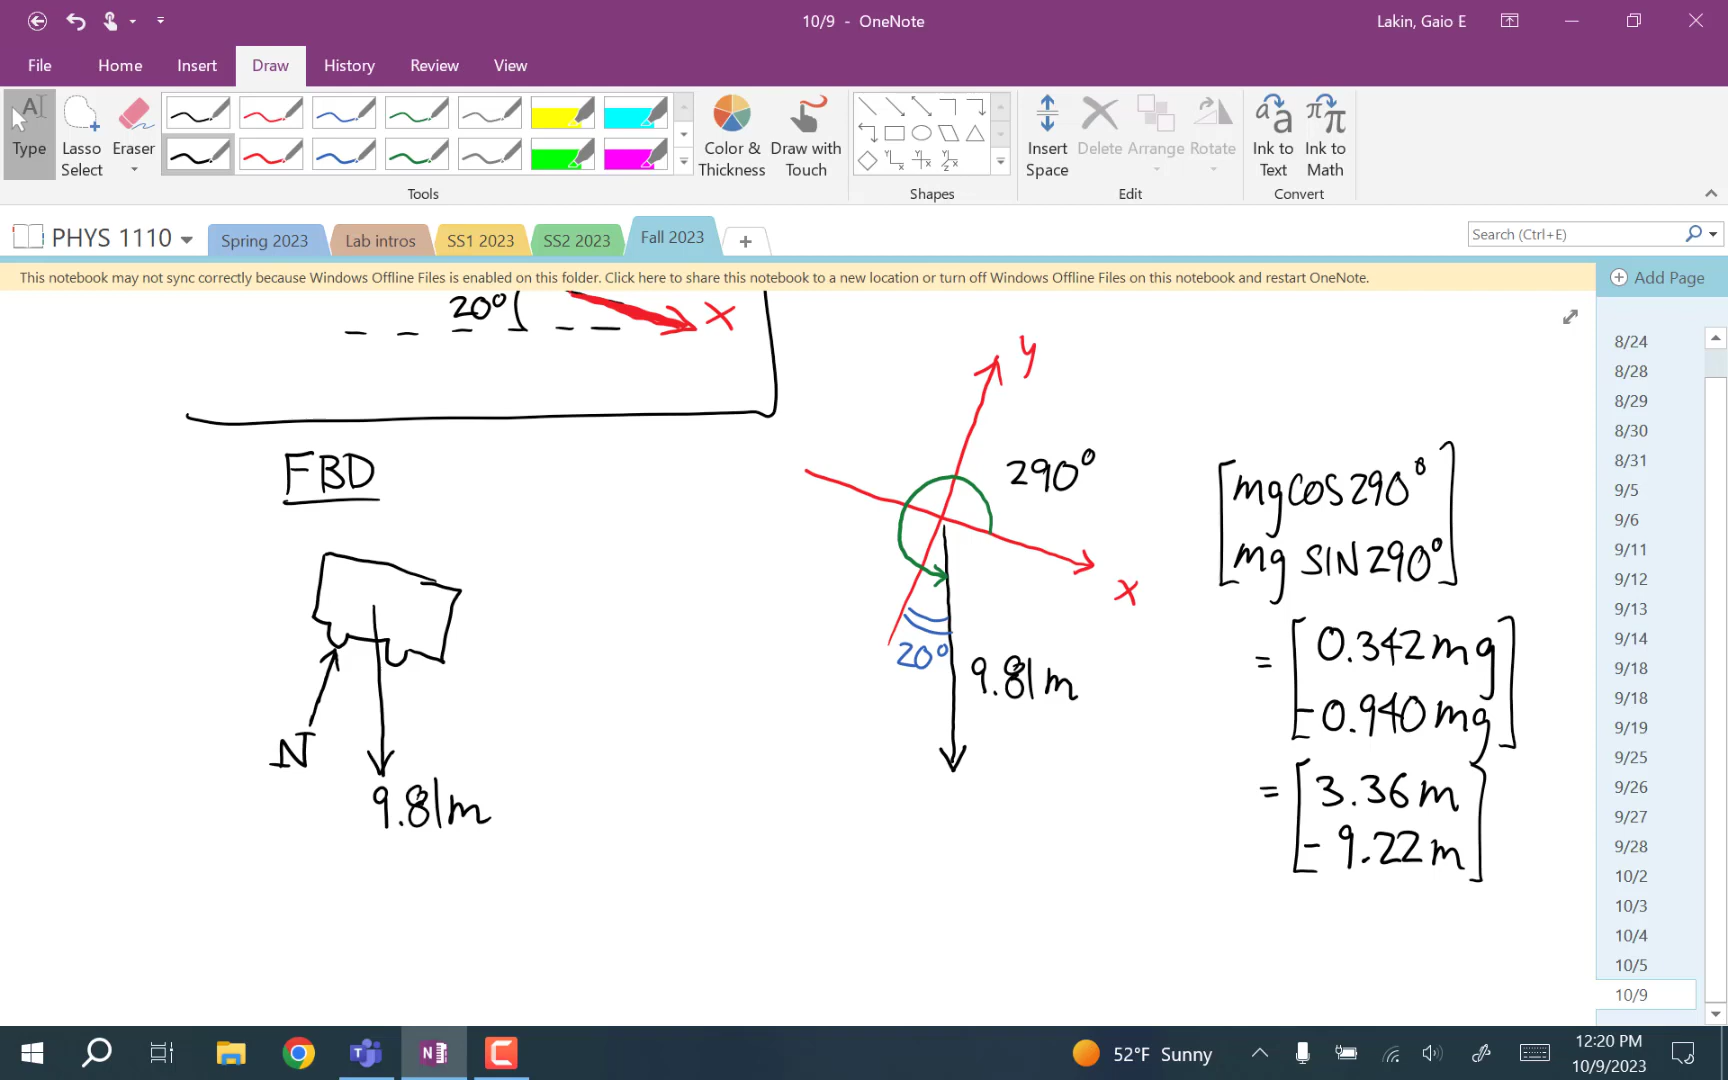 10/9 - OneNote
Lakin, Gaio E
File Home Insert Draw History Review View
Type
Lasso Select
Eraser
Color & Thickness
Draw with Touch
Insert Space
Delete
Arrange
Rotate
Ink to Text
Ink to Math
Tools
Shapes
Edit
Convert
PHYS 1110
Spring 2023
Lab intros
SS1 2023
SS2 2023
Fall 2023
Search (Ctrl+E)
This notebook may not sync correctly because Windows Offline Files is enabled on this folder. Click here to share this notebook to a new location or turn off Windows Offline Files on this notebook and restart OneNote.
Add Page
20°
x
FBD
N
9.81m
y
290°
x
20°
9.81m
[mg cos 290°
mg SIN 290°]
= [0.342 mg
-0.940 mg]
= [3.36 m
-9.22 m]
8/24
8/28
8/29
8/30
8/31
9/5
9/6
9/11
9/12
9/13
9/14
9/18
9/18
9/19
9/25
9/26
9/27
9/28
10/2
10/3
10/4
10/5
10/9
52°F Sunny
12:20 PM
10/9/2023